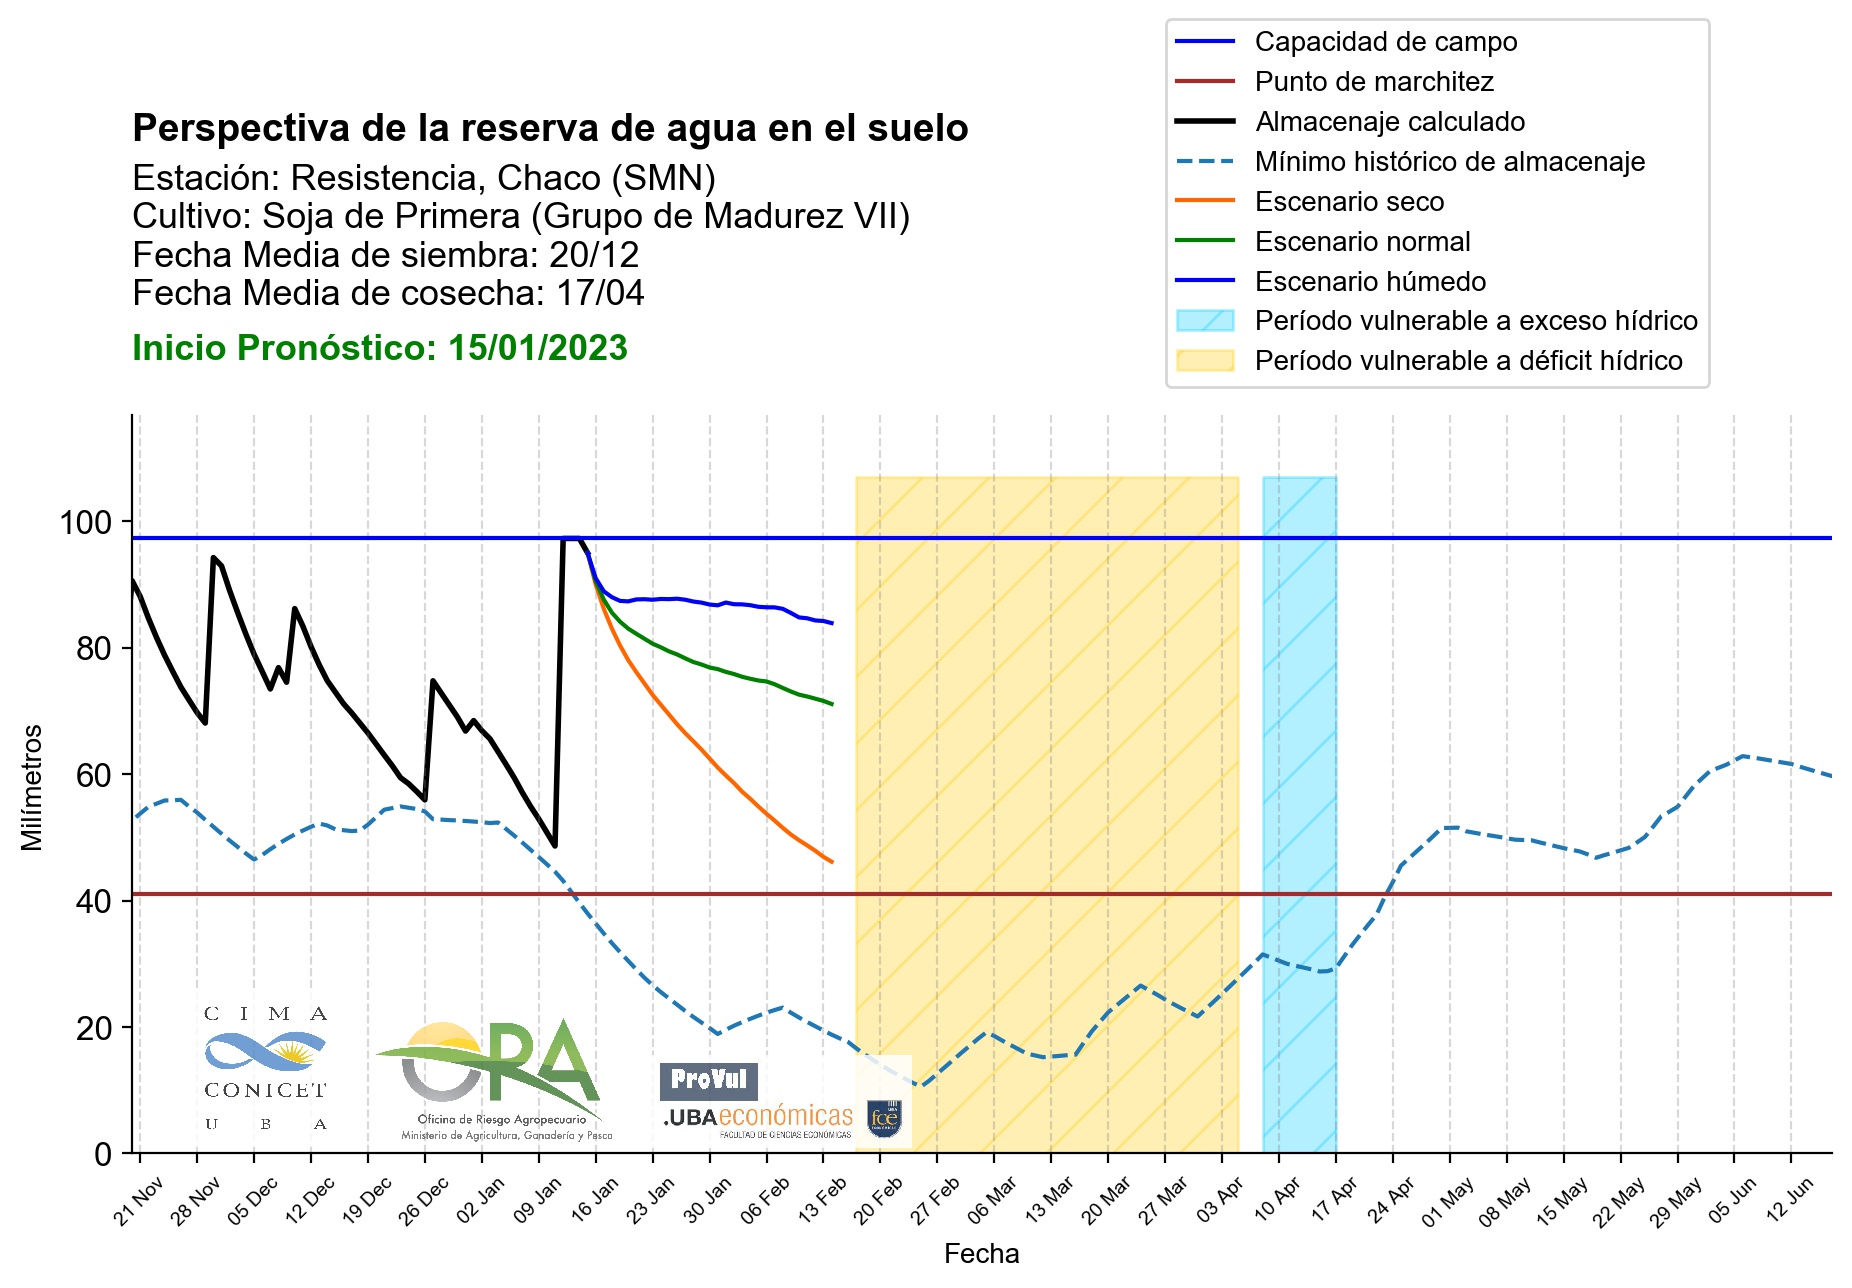 Capacidad de campo
Punto de marchitez
Almacenaje calculado
Mínimo histórico de almacenaje
Escenario seco
Escenario normal
Escenario húmedo
Período vulnerable a exceso hídrico
Período vulnerable a déficit hídrico
Perspectiva de la reserva de agua en el suelo
Estación: Resistencia, Chaco (SMN)
Cultivo: Soja de Primera (Grupo de Madurez VII)
Fecha Media de siembra: 20/12
Fecha Media de cosecha: 17/04
Inicio Pronóstico: 15/01/2023
Milímetros
100
80
60
40
20
0
CIMA
CONICET
U B A
ORA
Oficina de Riesgo Agropecuario
Ministerio de Agricultura, Ganadería y Pesca
ProVul
.UBAeconómicas
FACULTAD DE CIENCIAS ECONÓMICAS
fce
21 Nov
28 Nov
05 Dec
12 Dec
19 Dec
26 Dec
02 Jan
09 Jan
16 Jan
23 Jan
30 Jan
06 Feb
13 Feb
20 Feb
27 Feb
06 Mar
13 Mar
20 Mar
27 Mar
03 Apr
10 Apr
17 Apr
24 Apr
01 May
08 May
15 May
22 May
29 May
05 Jun
12 Jun
Fecha